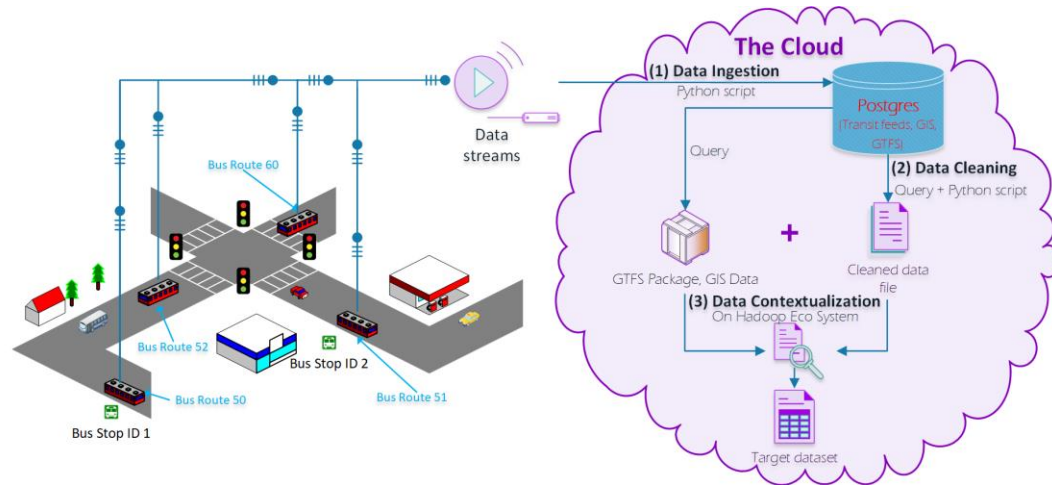 The Cloud
(1) Data Ingestion
Python script
Postgres
(Transit feeds, GIS,
GTFS)
Data
streams
Bus Route 60
Query
(2) Data Cleaning
Query + Python script
+
GTFS Package, GIS Data
Cleaned data
file
(3) Data Contextualization
On Hadoop Eco System
Bus Route 52
Bus Stop ID 2
Bus Route 51
Bus Route 50
Bus Stop ID 1
Target dataset